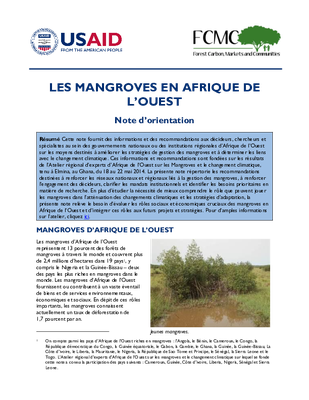 USAID
FROM THE AMERICAN PEOPLE
FCMC
Forest Carbon, Markets and Communities
LES MANGROVES EN AFRIQUE DE
L’OUEST
Note d’orientation
Résumé Cette note fournit des informations et des recommandations aux décideurs, chercheurs et
spécialistes au sein des gouvernements nationaux ou des institutions régionales d’Afrique de l’Ouest
sur les moyens destinés à améliorer les stratégies de gestion des mangroves et à déterminer les liens
avec le changement climatique. Ces informations et recommandations sont fondées sur les résultats
de l’Atelier régional d’experts d’Afrique de l’Ouest sur les Mangroves et le changement climatique,
tenu à Elmina, au Ghana, du 18 au 22 mai 2014. La présente note répertorie les recommandations
destinées à renforcer les réseaux nationaux et régionaux liés à la gestion des mangroves, à renforcer
l’engagement des décideurs, clarifier les mandats institutionnels et identifier les besoins prioritaires en
matière de recherche. En plus d’étudier la nécessité de mieux comprendre le rôle que peuvent jouer
les mangroves dans l’atténuation des changements climatiques et les stratégies d’adaptation, la
présente note relève le besoin d’évaluer les rôles sociaux et économiques cruciaux des mangroves en
Afrique de l’Ouest et d’intégrer ces rôles aux futurs projets et stratégies. Pour d’amples informations
sur l’atelier, cliquez ici
MANGROVES D’AFRIQUE DE L’OUEST
Les mangroves d’Afrique de l’Ouest
représentent 13 pourcent des forêts de
mangroves à travers le monde et couvrent plus
de 2,4 millions d’hectares dans 19 pays¹, y
compris le Nigeria et la Guinée-Bissau – deux
des pays les plus riches en mangroves dans le
monde. Les mangroves d’Afrique de l’Ouest
fournissent ou contribuent à un vaste éventail
de biens et de services environnementaux,
économiques et sociaux. En dépit de ces rôles
importants, les mangroves connaissent
actuellement un taux de déforestation de
1,7 pourcent par an.
Jeunes mangroves.
¹ On compte parmi les pays d’Afrique de l’Ouest riches en mangroves : l’Angola, le Bénin, le Cameroun, le Congo, la
République démocratique du Congo, la Guinée équatoriale, le Gabon, la Gambie, le Ghana, la Guinée, la Guinée-Bissau, la
Côte d’Ivoire, le Liberia, la Mauritanie, le Nigeria, la République de Sao Tomé et Principe, le Sénégal, la Sierra Leone et le
Togo. L’Atelier régional d’experts d’Afrique de l’Ouest sur les mangroves et le changement climatique sur lequel se fonde
cette note a connu la participation des pays suivants : Cameroun, Guinée, Côte d’Ivoire, Liberia, Nigeria, Sénégal et Sierra
Leone.